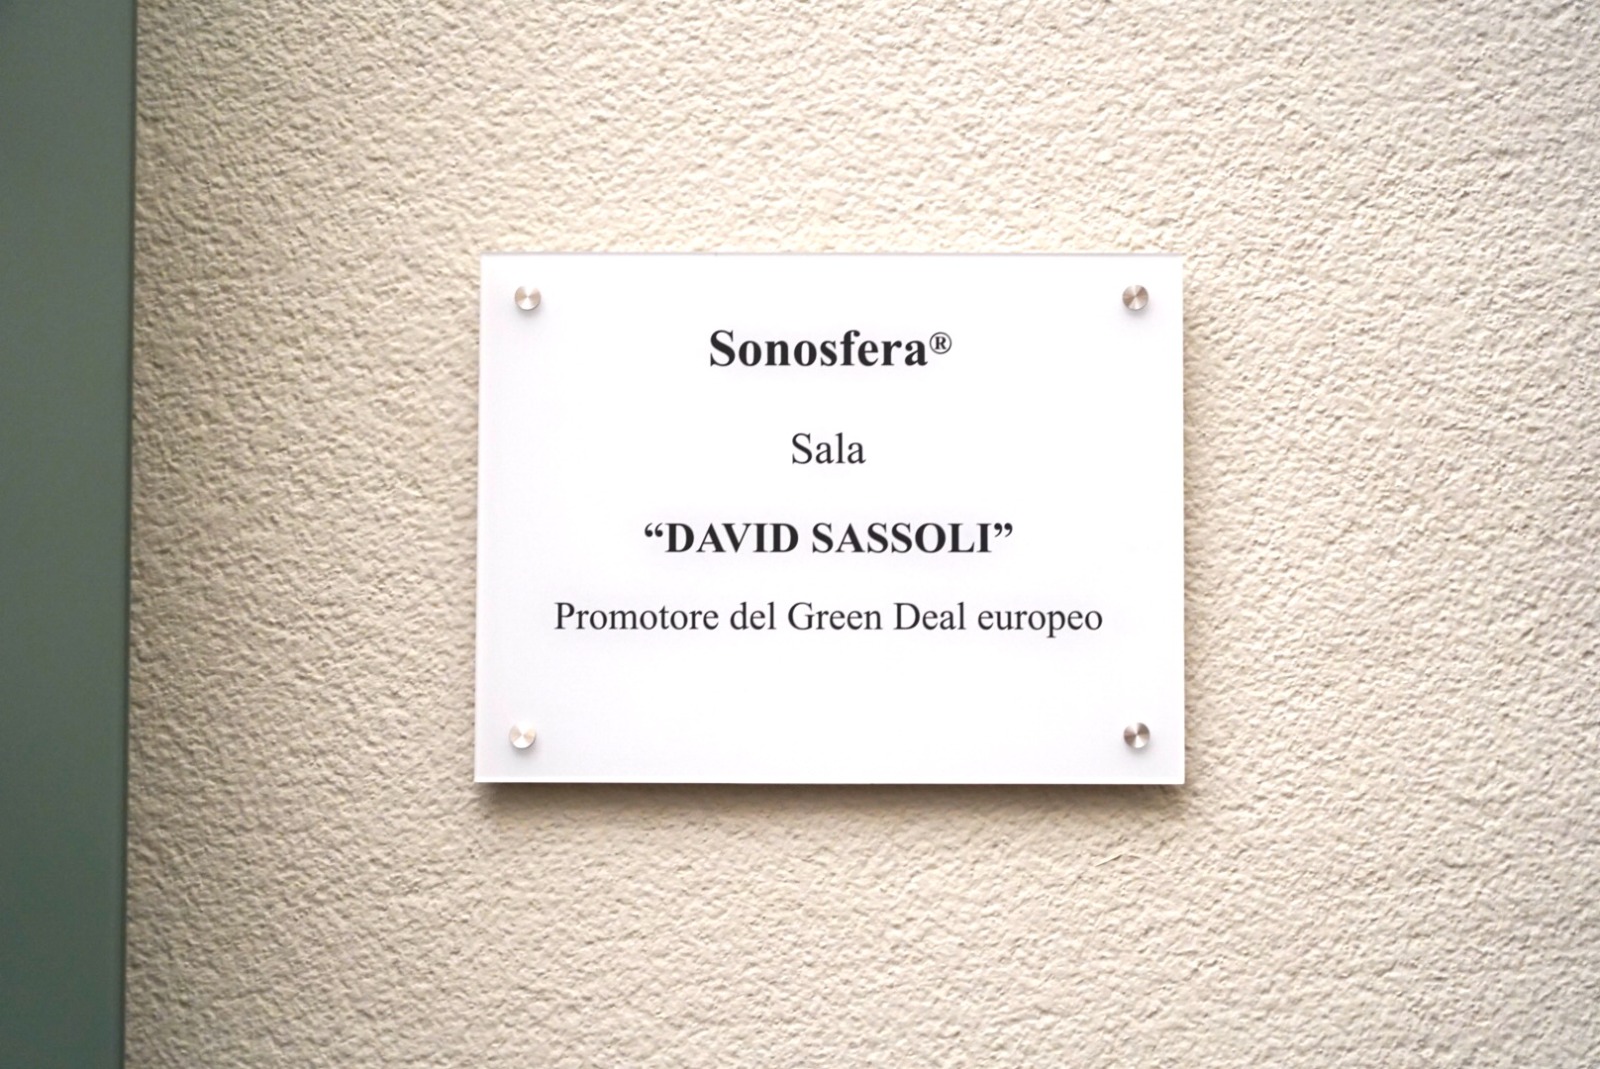 Sonosfera®
Sala
“DAVID SASSOLI”
Promotore del Green Deal europeo